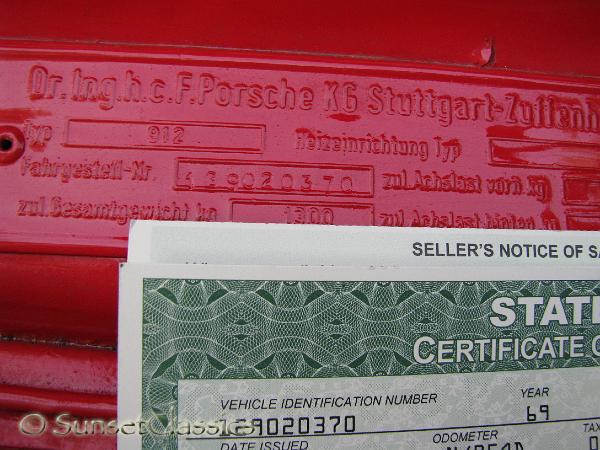 Dr. Ing. h. c. F. Porsche KG Stuttgart-Zuffenh
Typ 912 Heizeinrichtung Typ
Fahrgestell-Nr. 129020370 zul. Achslast vorn kg
zul. Gesamtgewicht kg 1300 zul. Achslast hinten kg
SELLER'S NOTICE OF SA
STATE
CERTIFICATE O
VEHICLE IDENTIFICATION NUMBER YEAR
129020370 69
DATE ISSUED ODOMETER TAX
© SunsetClassics